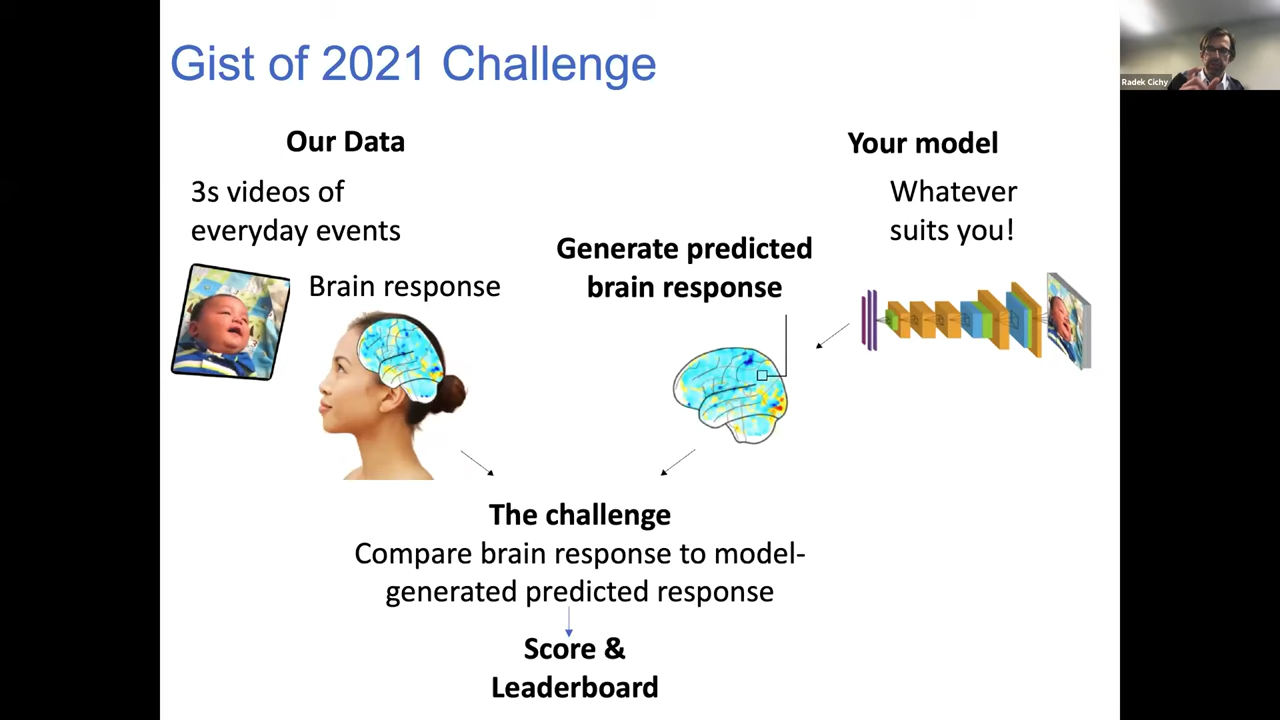 Gist of 2021 Challenge
Radek Cichy
Our Data
3s videos of
everyday events
Brain response
Generate predicted
brain response
Your model
Whatever
suits you!
The challenge
Compare brain response to model-
generated predicted response
Score &
Leaderboard